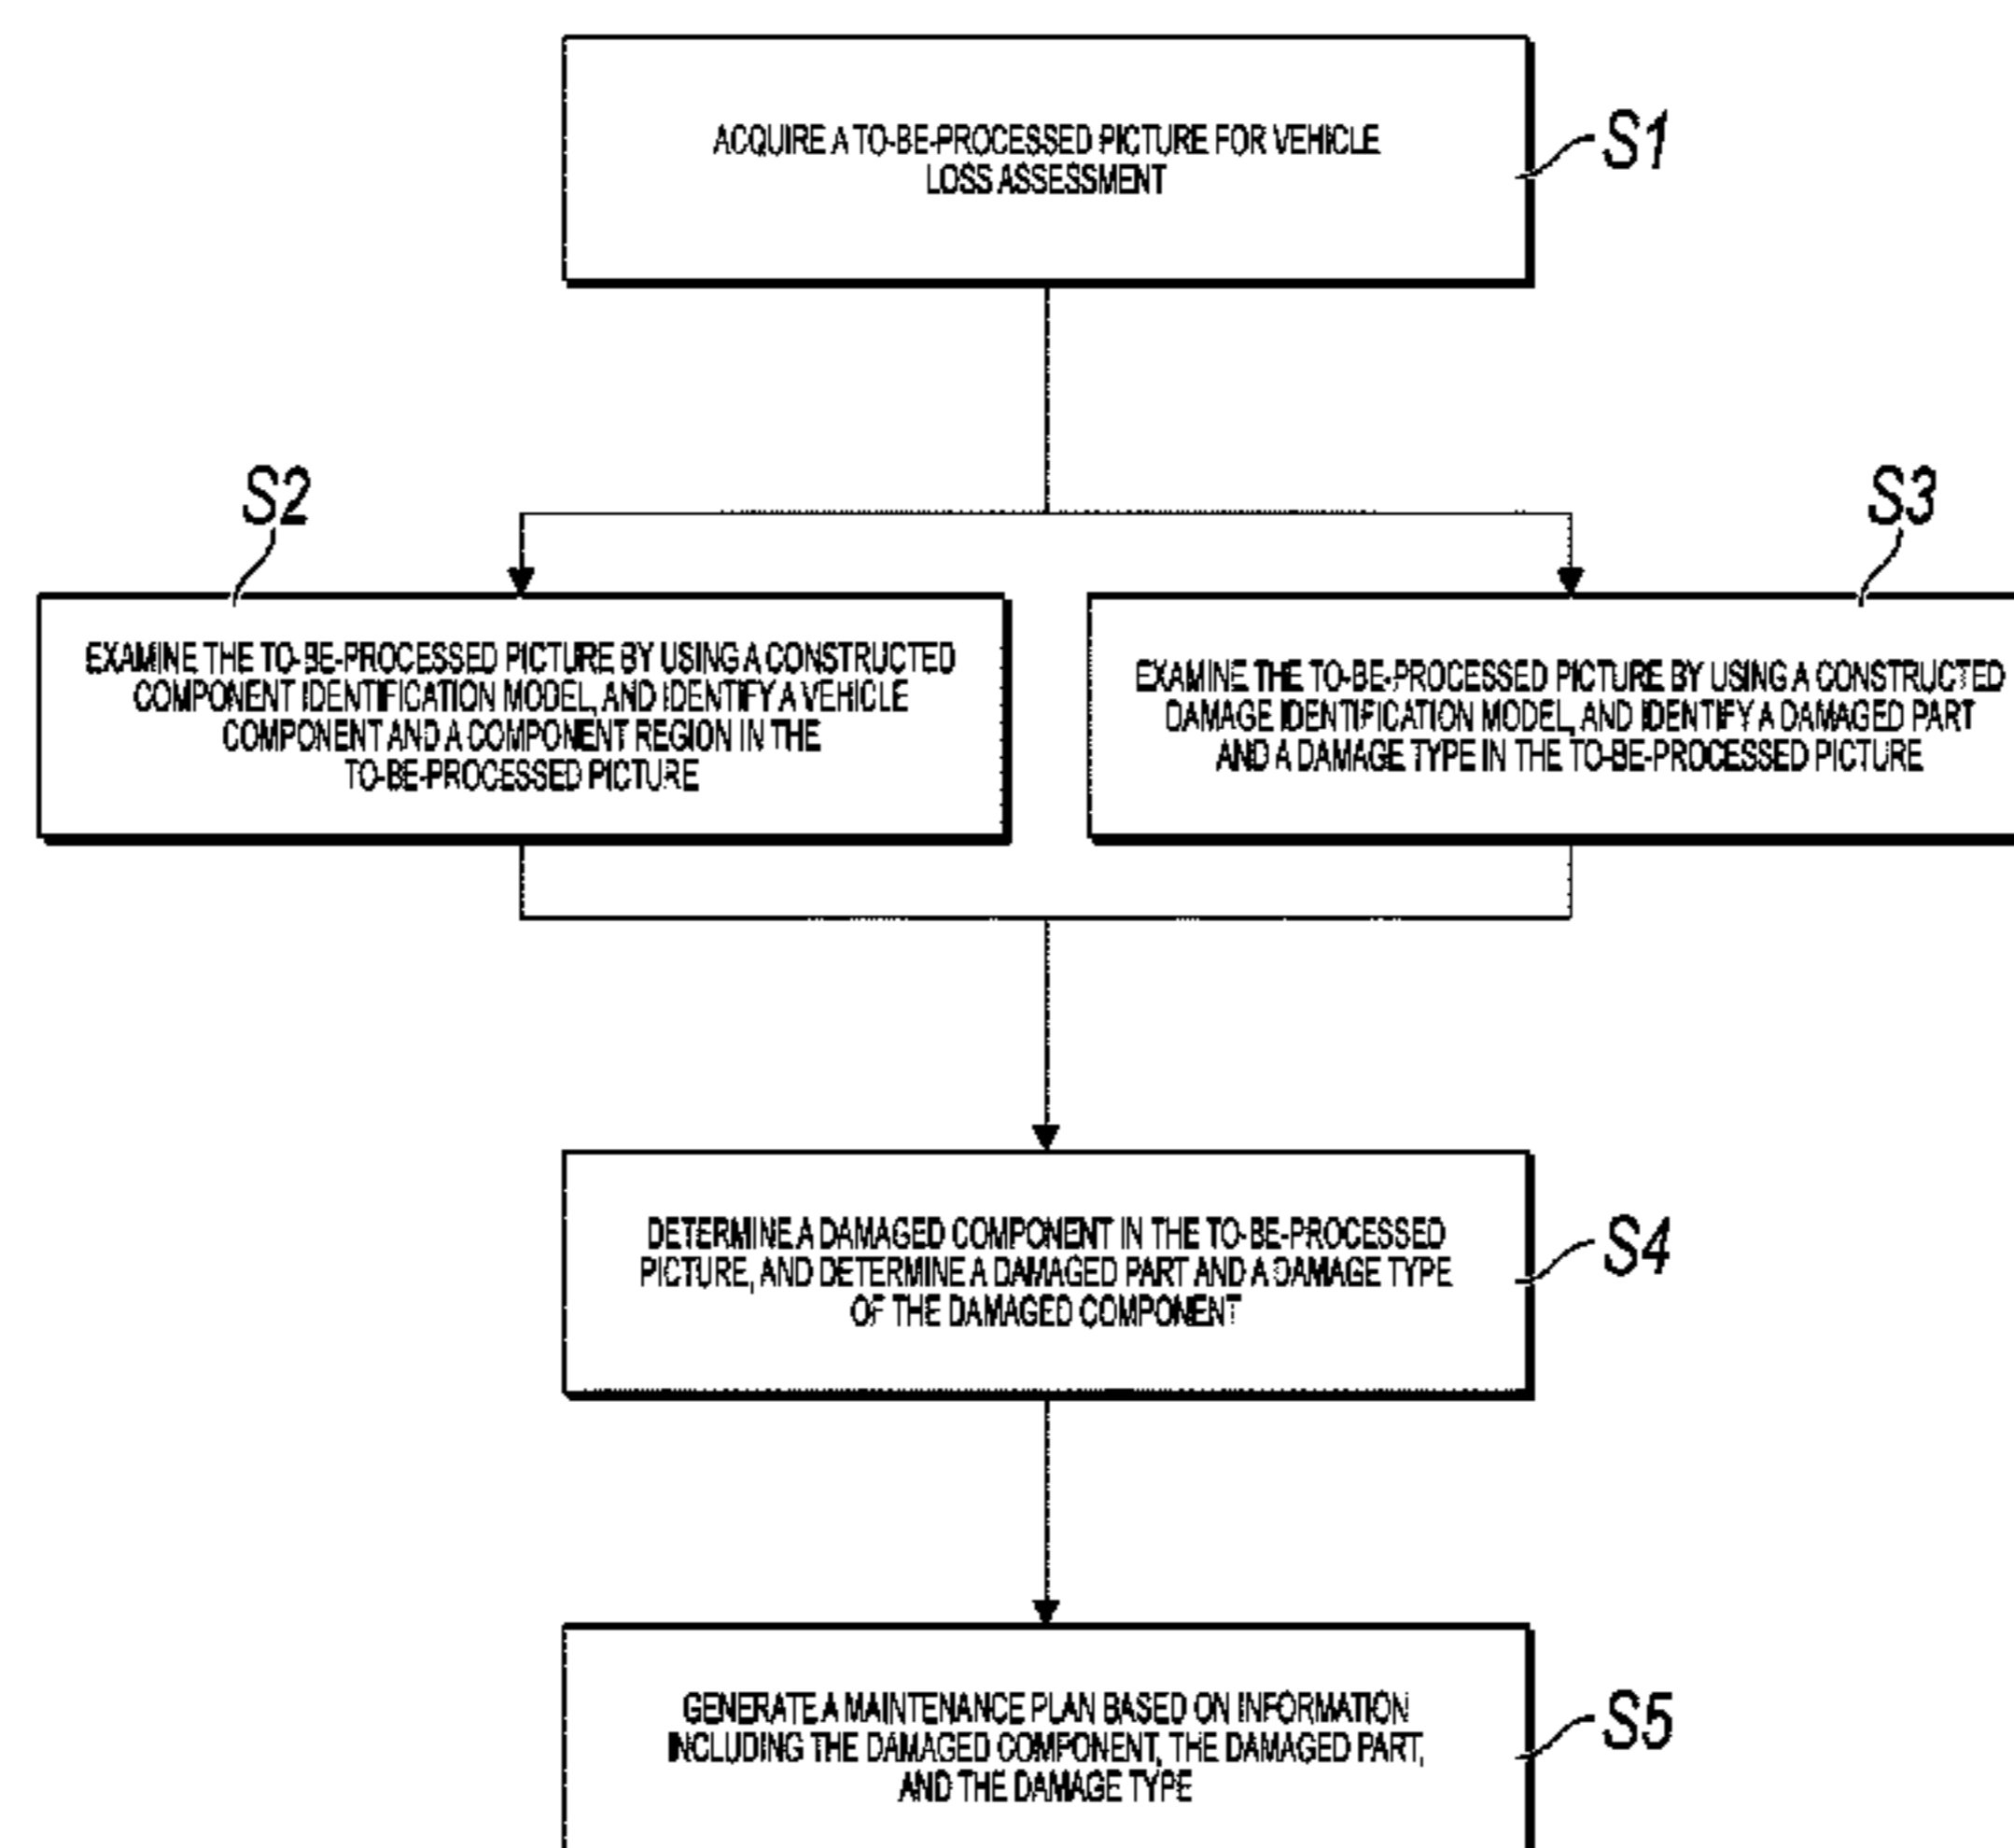 ACQUIRE A TO-BE-PROCESSED PICTURE FOR VEHICLE
LOSS ASSESSMENT
S1
S2
EXAMINE THE TO-BE-PROCESSED PICTURE BY USING A CONSTRUCTED
COMPONENT IDENTIFICATION MODEL, AND IDENTIFY A VEHICLE
COMPONENT AND A COMPONENT REGION IN THE
TO-BE-PROCESSED PICTURE
S3
EXAMINE THE TO-BE-PROCESSED PICTURE BY USING A CONSTRUCTED
DAMAGE IDENTIFICATION MODEL, AND IDENTIFY A DAMAGED PART
AND A DAMAGE TYPE IN THE TO-BE-PROCESSED PICTURE
DETERMINE A DAMAGED COMPONENT IN THE TO-BE-PROCESSED
PICTURE, AND DETERMINE A DAMAGED PART AND A DAMAGE TYPE
OF THE DAMAGED COMPONENT
S4
GENERATE A MAINTENANCE PLAN BASED ON INFORMATION
INCLUDING THE DAMAGED COMPONENT, THE DAMAGED PART,
AND THE DAMAGE TYPE
S5